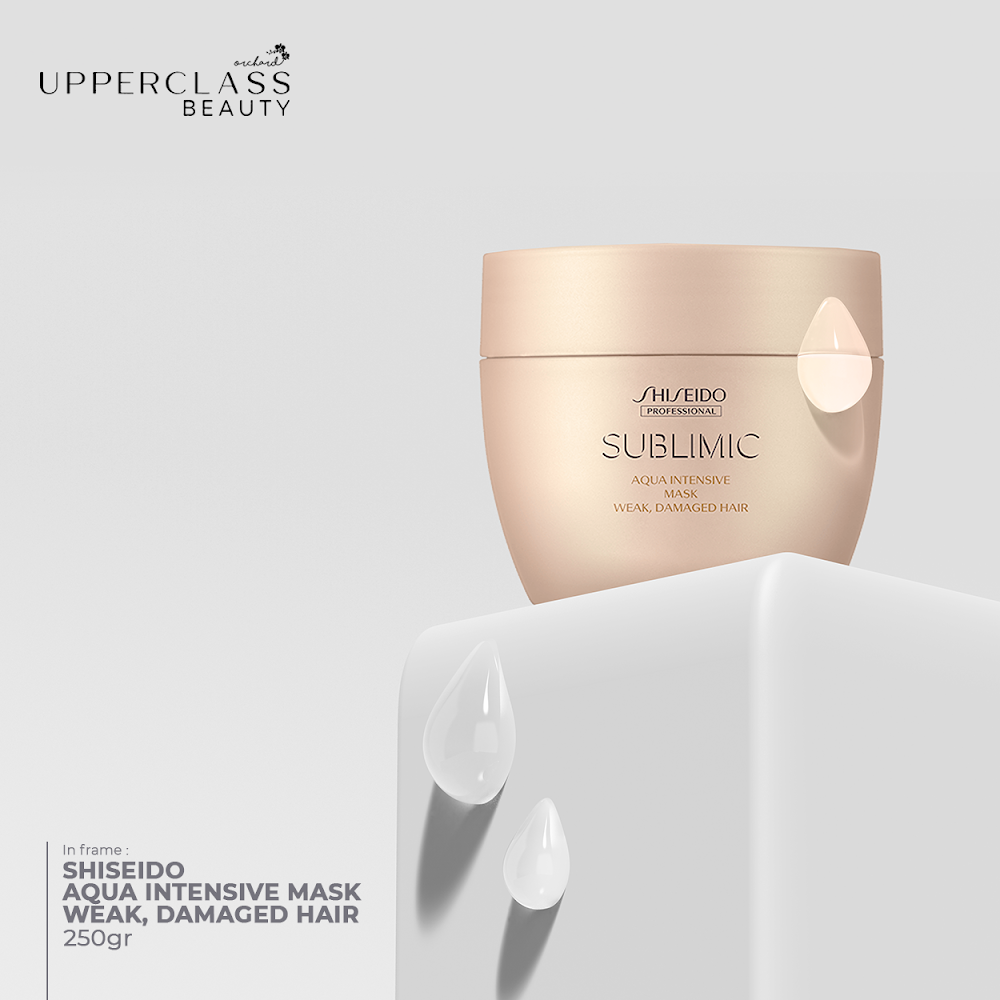 orchard
UPPERCLASS
BEAUTY
SHISEIDO
PROFESSIONAL
SUBLIMIC
AQUA INTENSIVE
MASK
WEAK, DAMAGED HAIR
In frame :
SHISEIDO
AQUA INTENSIVE MASK
WEAK, DAMAGED HAIR
250gr